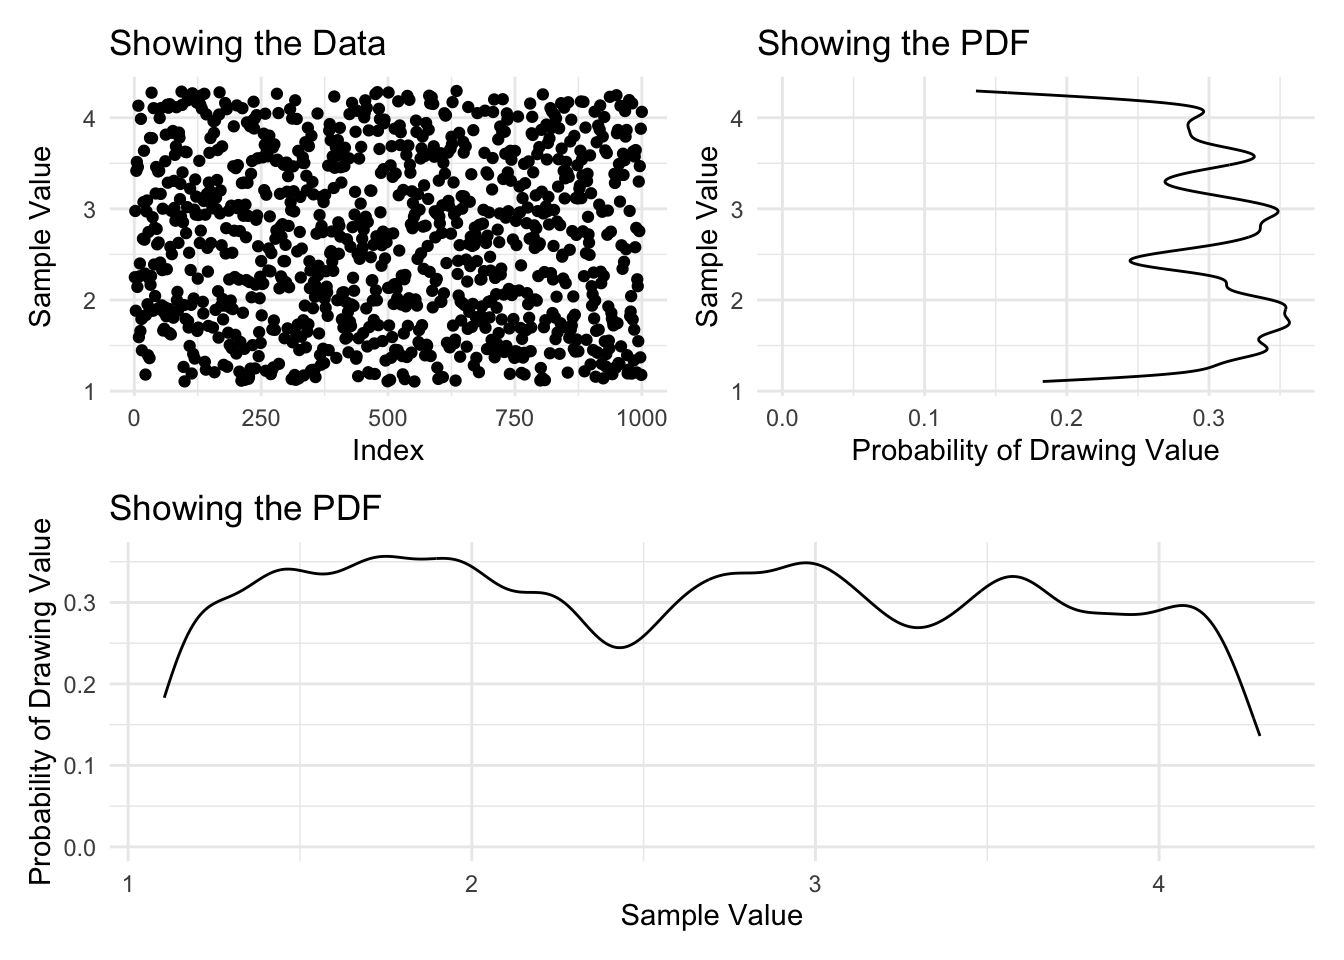 Showing the Data
Sample Value
4
3
2
1
0 250 500 750 1000
Index
Showing the PDF
Sample Value
4
3
2
1
0.0 0.1 0.2 0.3
Probability of Drawing Value
Showing the PDF
Probability of Drawing Value
0.3
0.2
0.1
0.0
1 2 3 4
Sample Value